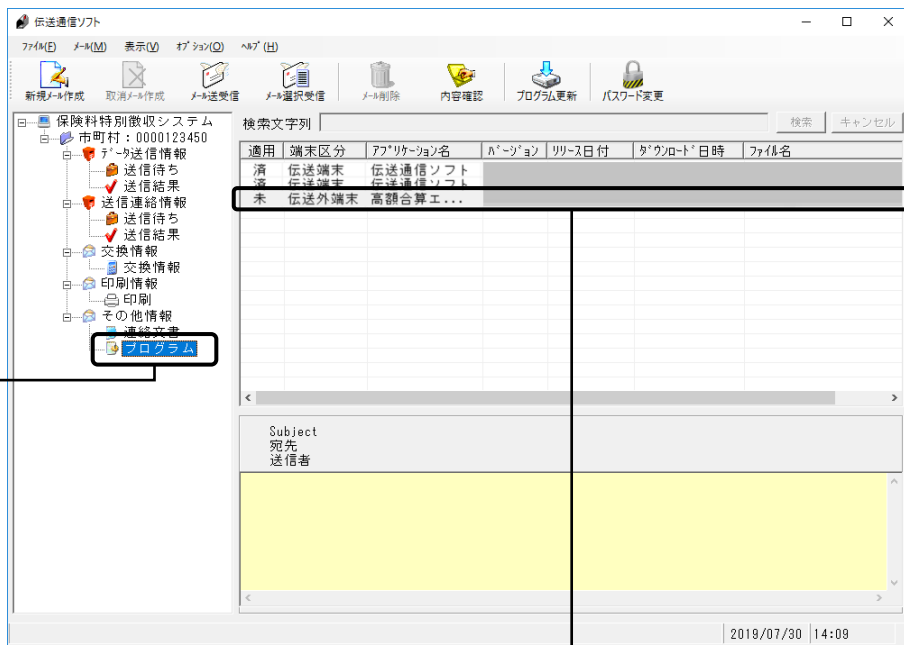 伝送通信ソフト
ファイル(F) メール(M) 表示(V) オプション(O) ヘルプ(H)
新規メール作成 取消メール作成 メール送受信 メール選択受信 メール削除 内容確認 プログラム更新 パスワード変更
検索文字列 検索 キャンセル
保険料特別徴収システム
市町村:0000123450
データ送信情報
送信待ち
送信結果
送信連絡情報
送信待ち
送信結果
交換情報
交換情報
印刷情報
印刷
その他情報
連絡文書
プログラム
適用 端末区分 アプリケーション名 バージョン リリース日付 ダウンロード日時 ファイル名
済 伝送端末 伝送通信ソフト
済 伝送端末 伝送通信ソフト
未 伝送外端末 高額合算エ...
Subject
宛先
送信者
2019/07/30 14:09